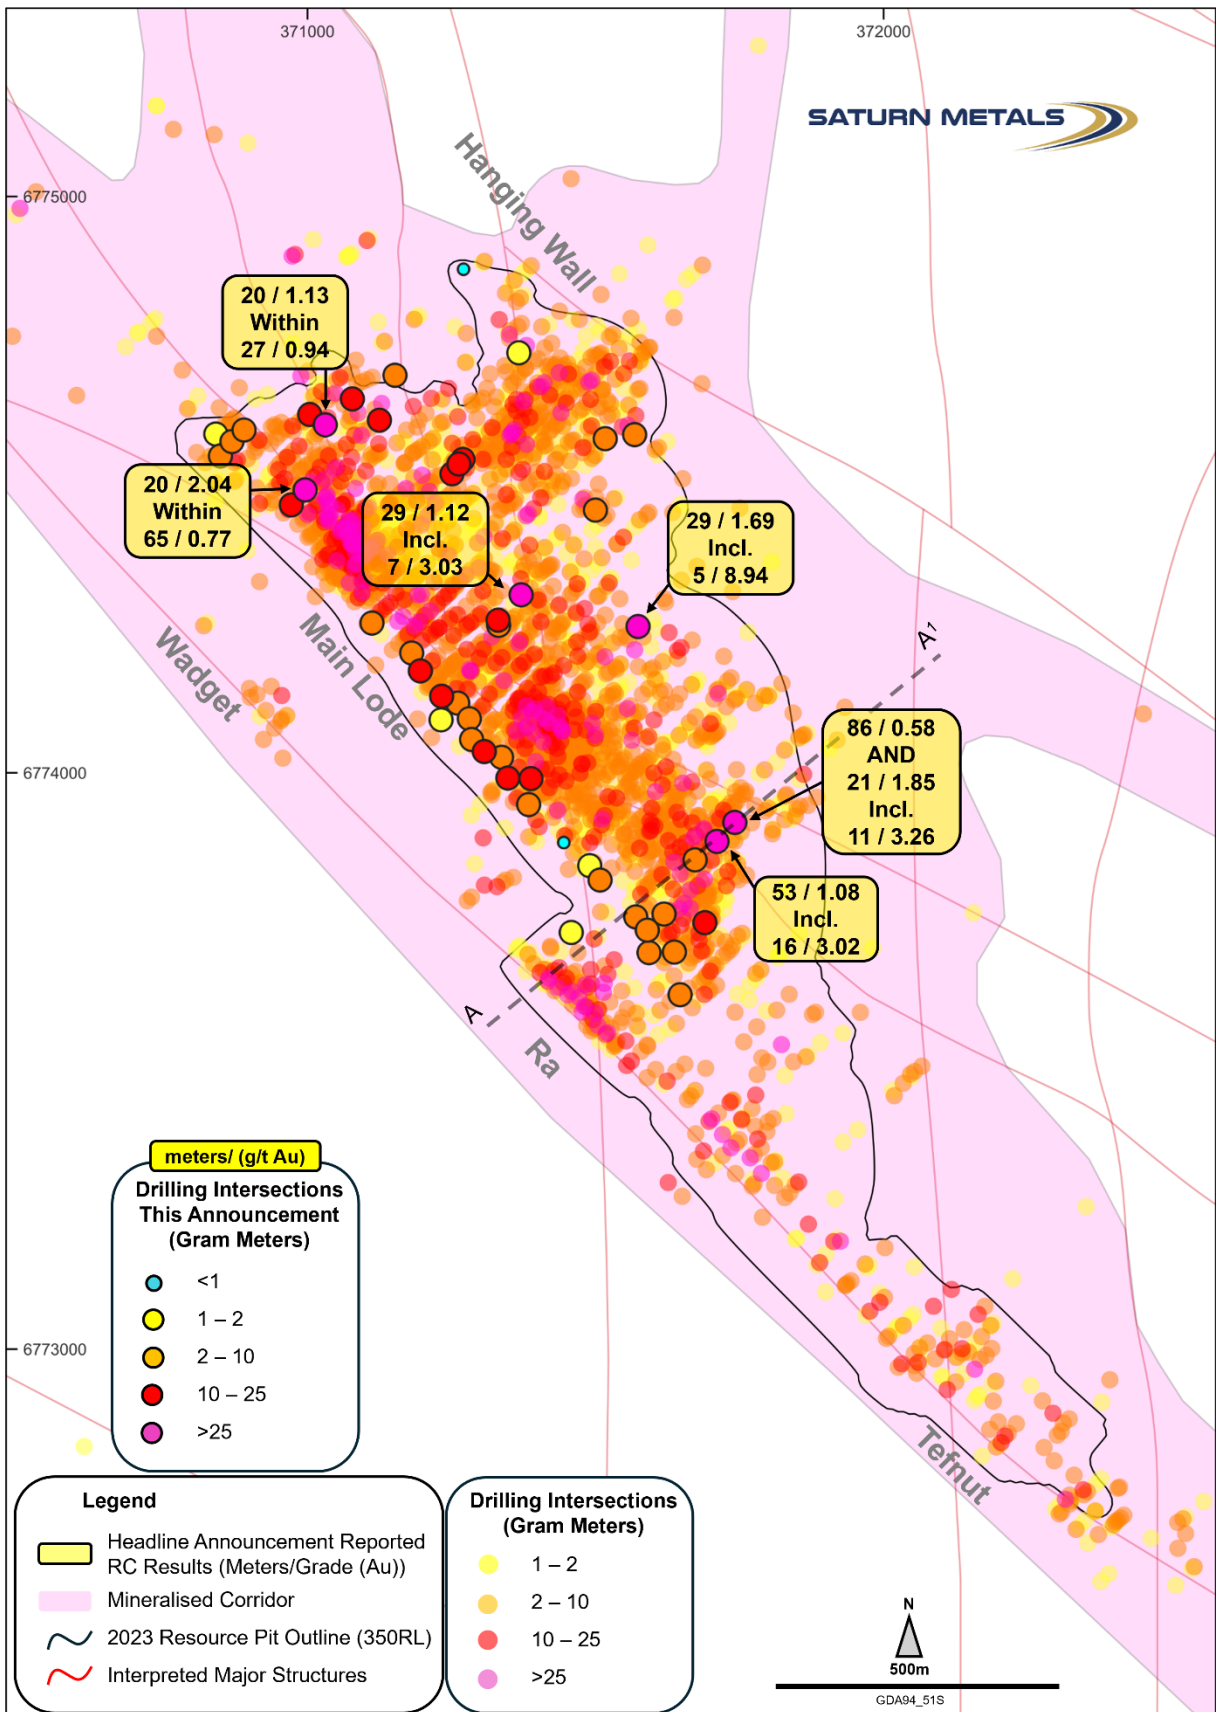 371000
372000
SATURN METALS
Hanging Wall
6775000
20 / 1.13
Within
27 / 0.94
20 / 2.04
Within
65 / 0.77
29 / 1.12
Incl.
7 / 3.03
29 / 1.69
Incl.
5 / 8.94
Wadget
Main Lode
A¹
86 / 0.58
AND
21 / 1.85
Incl.
11 / 3.26
6774000
53 / 1.08
Incl.
16 / 3.02
A
Ra
meters/ (g/t Au)
Drilling Intersections
This Announcement
(Gram Meters)
<1
1 – 2
2 – 10
10 – 25
>25
6773000
Tefnut
Legend
Headline Announcement Reported
RC Results (Meters/Grade (Au))
Mineralised Corridor
2023 Resource Pit Outline (350RL)
Interpreted Major Structures
Drilling Intersections
(Gram Meters)
1 – 2
2 – 10
10 – 25
>25
N
500m
GDA94_51S